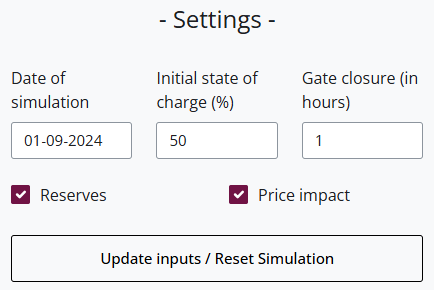 - Settings -
Date of simulation
Initial state of charge (%)
Gate closure (in hours)
01-09-2024
50
1
Reserves
Price impact
Update inputs / Reset Simulation